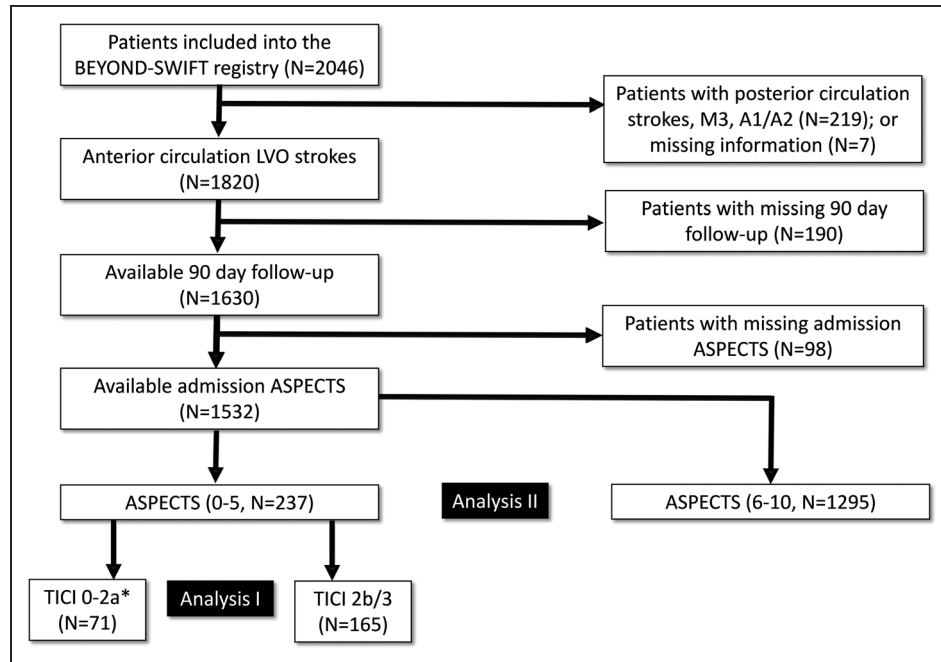 Patients included into the
BEYOND-SWIFT registry (N=2046)
Patients with posterior circulation
strokes, M3, A1/A2 (N=219); or
missing information (N=7)
Anterior circulation LVO strokes
(N=1820)
Patients with missing 90 day
follow-up (N=190)
Available 90 day follow-up
(N=1630)
Patients with missing admission
ASPECTS (N=98)
Available admission ASPECTS
(N=1532)
ASPECTS (0-5, N=237)
Analysis II
ASPECTS (6-10, N=1295)
TICI 0-2a*
(N=71)
Analysis I
TICI 2b/3
(N=165)